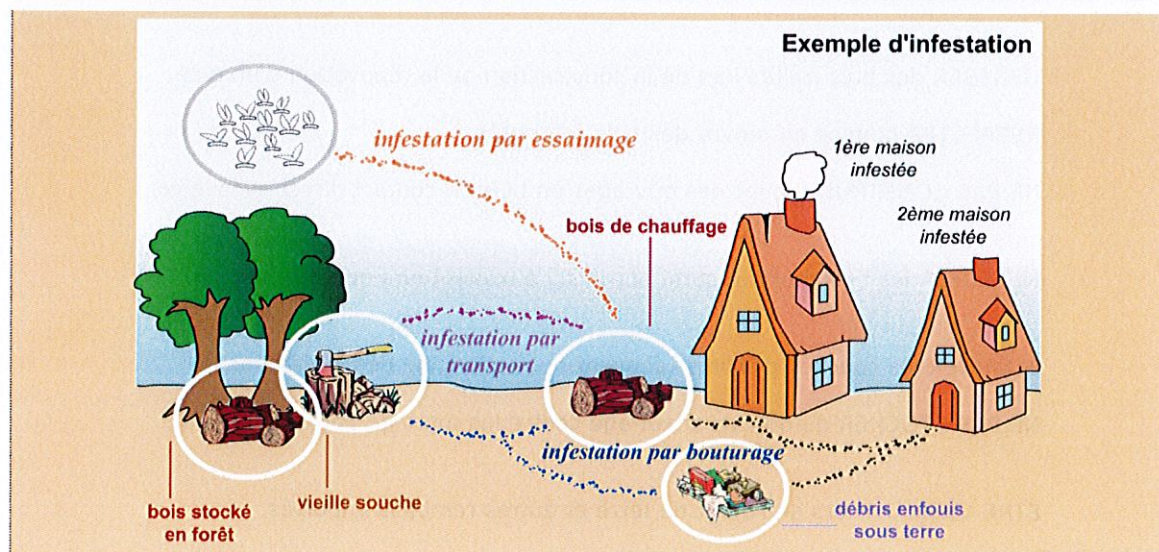 Exemple d'infestation
infestation par essaimage
1ère maison
infestée
2ème maison
infestée
bois de chauffage
infestation par
transport
infestation par bouturage
vieille souche
bois stocké
en forêt
débris enfouis
sous terre